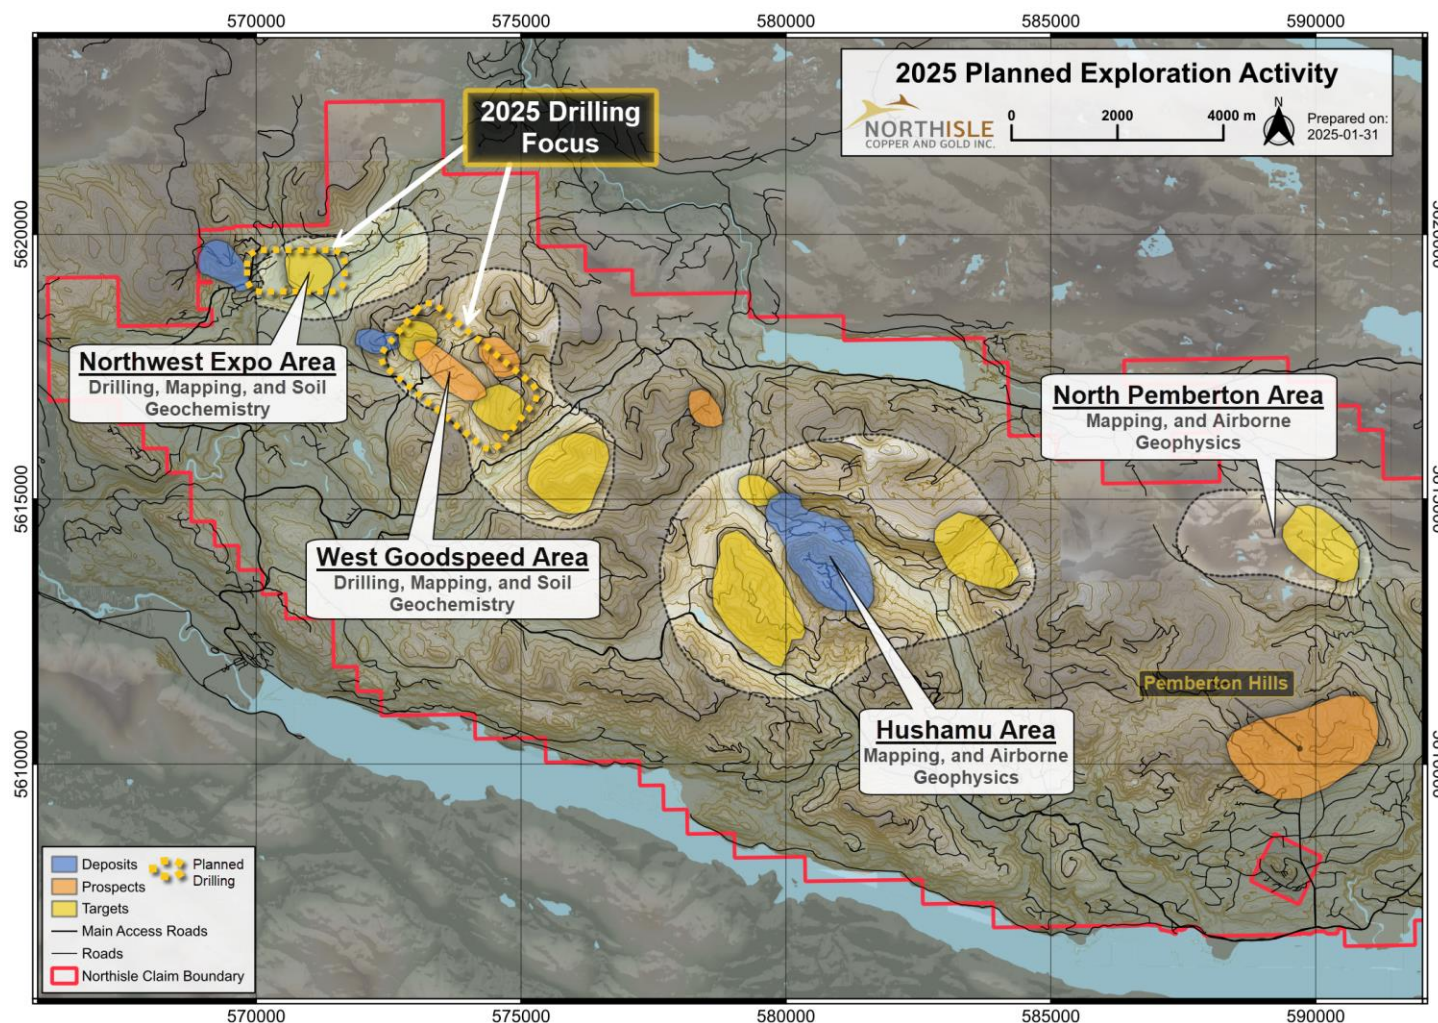 570000
575000
580000
585000
590000
2025 Planned Exploration Activity
NORTHISLE
COPPER AND GOLD INC.
0
2000
4000 m
N
Prepared on:
2025-01-31
2025 Drilling
Focus
5620000
5620000
Northwest Expo Area
Drilling, Mapping, and Soil
Geochemistry
North Pemberton Area
Mapping, and Airborne
Geophysics
5615000
5615000
West Goodspeed Area
Drilling, Mapping, and Soil
Geochemistry
Pemberton Hills
Hushamu Area
Mapping, and Airborne
Geophysics
5610000
5610000
Deposits
Prospects
Targets
Main Access Roads
Roads
Northisle Claim Boundary
Planned
Drilling
570000
575000
580000
585000
590000